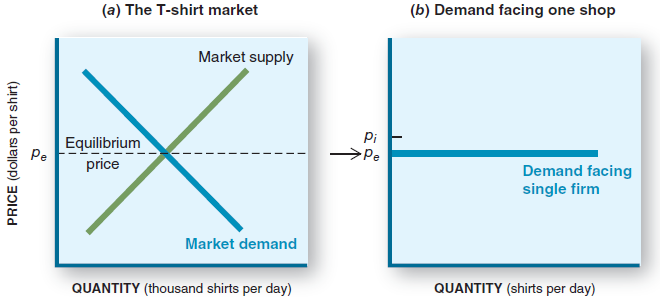 (a) The T-shirt market
Market supply
Equilibrium
price
pe
Market demand
PRICE (dollars per shirt)
QUANTITY (thousand shirts per day)
(b) Demand facing one shop
pi
pe
Demand facing
single firm
QUANTITY (shirts per day)